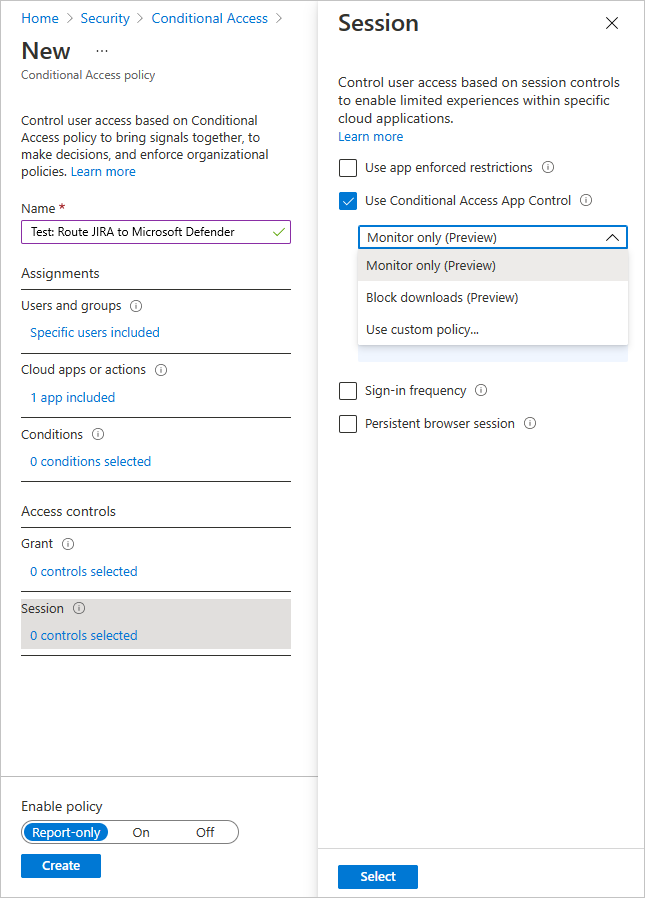 Home > Security > Conditional Access >
New ...
Conditional Access policy
Control user access based on Conditional
Access policy to bring signals together, to
make decisions, and enforce organizational
policies. Learn more
Name *
Test: Route JIRA to Microsoft Defender
Assignments
Users and groups
Specific users included
Cloud apps or actions
1 app included
Conditions
0 conditions selected
Access controls
Grant
0 controls selected
Session
0 controls selected
Enable policy
Report-only On Off
Create
Session
Control user access based on session controls
to enable limited experiences within specific
cloud applications.
Learn more
Use app enforced restrictions
Use Conditional Access App Control
Monitor only (Preview)
Monitor only (Preview)
Block downloads (Preview)
Use custom policy...
Sign-in frequency
Persistent browser session
Select